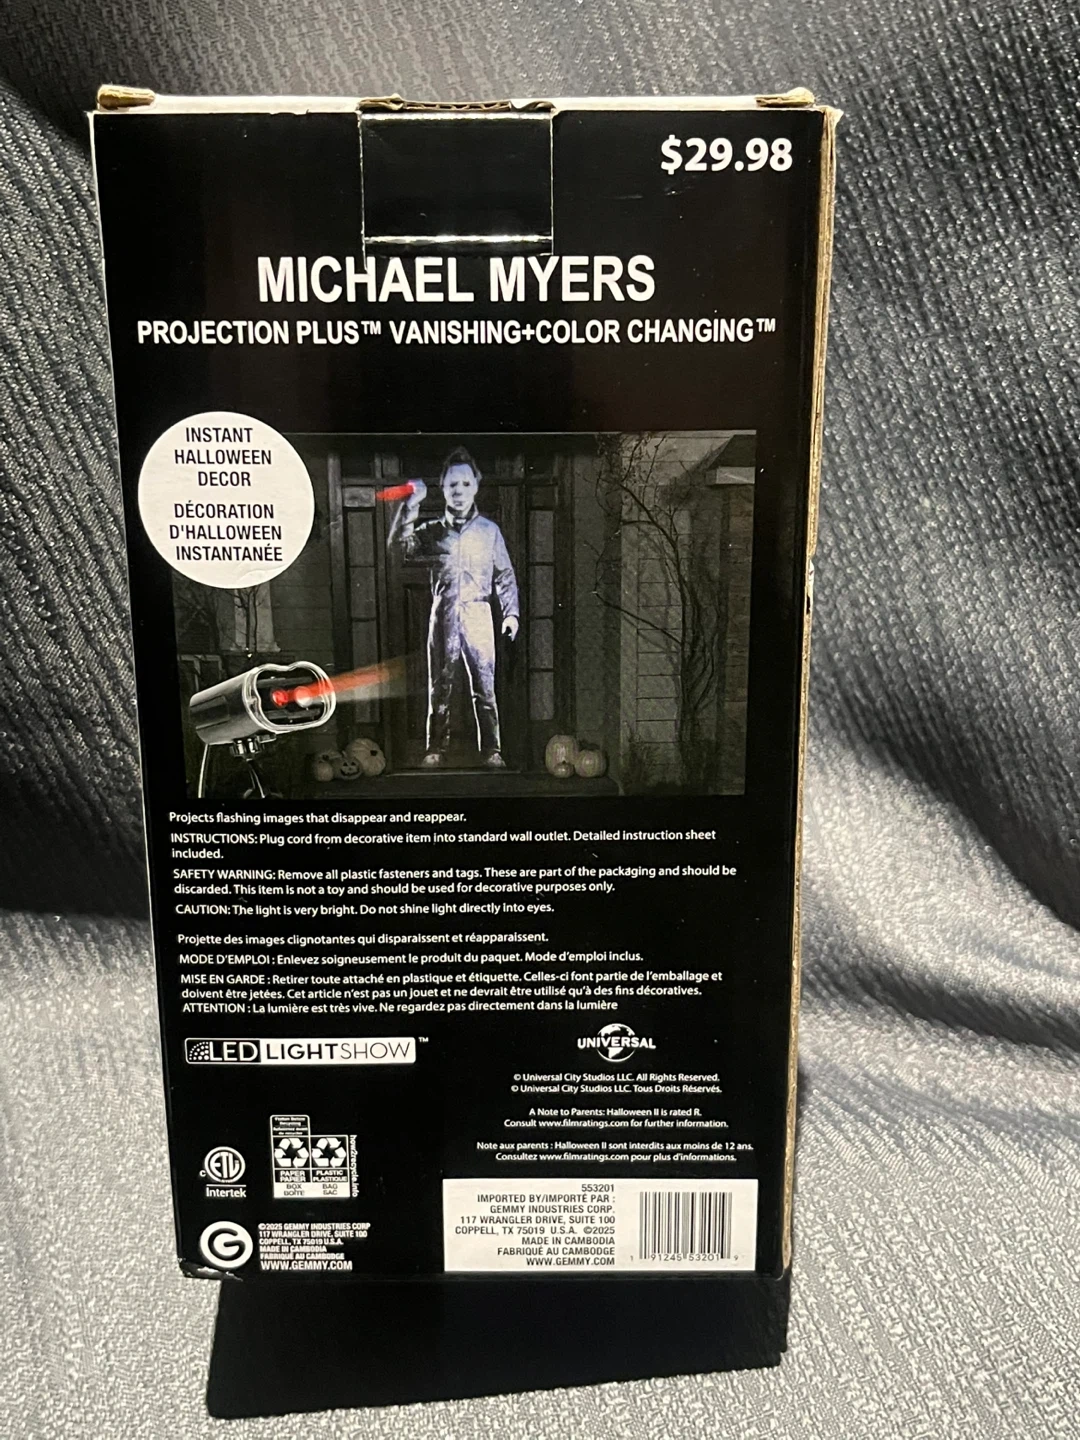 $29.98
MICHAEL MYERS
PROJECTION PLUS™ VANISHING+COLOR CHANGING™
INSTANT
HALLOWEEN
DECOR
DÉCORATION
D'HALLOWEEN
INSTANTANÉE
Projects flashing images that disappear and reappear.
INSTRUCTIONS: Plug cord from decorative item into standard wall outlet. Detailed instruction sheet
included.
SAFETY WARNING: Remove all plastic fasteners and tags. These are part of the packaging and should be
discarded. This item is not a toy and should be used for decorative purposes only.
CAUTION: The light is very bright. Do not shine light directly into eyes.
Projette des images clignotantes qui disparaissent et réapparaissent.
MODE D'EMPLOI : Enlevez soigneusement le produit du paquet. Mode d'emploi inclus.
MISE EN GARDE : Retirer toute attaché en plastique et étiquette. Celles-ci font partie de l'emballage et
doivent être jetées. Cet article n'est pas un jouet et ne devrait être utilisé qu'à des fins décoratives.
ATTENTION : La lumière est très vive. Ne regardez pas directement dans la lumière
LED LIGHTSHOW™
UNIVERSAL
© Universal City Studios LLC. All Rights Reserved.
© Universal City Studios LLC. Tous Droits Réservés.
A Note to Parents: Halloween II is rated R.
Consult www.filmratings.com for further information.
Note aux parents : Halloween II sont interdits aux moins de 12 ans.
Consultez www.filmratings.com pour plus d'informations.
C ETL
Intertek
PAPER
PAPIER
BOX
BOÎTE
PLASTIC
PLASTIQUE
BAG
SAC
how2recycle.info
G
©2025 GEMMY INDUSTRIES CORP
117 WRANGLER DRIVE, SUITE 100
COPPELL, TX 75019 U.S.A.
MADE IN CAMBODIA
FABRIQUÉ AU CAMBODGE
WWW.GEMMY.COM
553201
IMPORTED BY/IMPORTÉ PAR :
GEMMY INDUSTRIES CORP.
117 WRANGLER DRIVE, SUITE 100
COPPELL, TX 75019 U.S.A. ©2025
MADE IN CAMBODIA
FABRIQUÉ AU CAMBODGE
WWW.GEMMY.COM
1 91245 53201 9